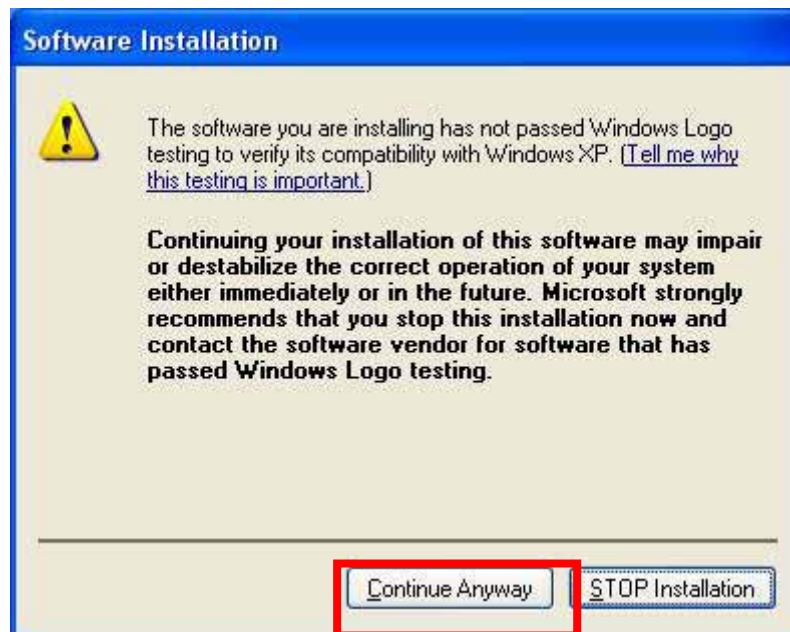 Software Installation
The software you are installing has not passed Windows Logo
testing to verify its compatibility with Windows XP. (Tell me why
this testing is important.)
Continuing your installation of this software may impair
or destabilize the correct operation of your system
either immediately or in the future. Microsoft strongly
recommends that you stop this installation now and
contact the software vendor for software that has
passed Windows Logo testing.
Continue Anyway STOP Installation